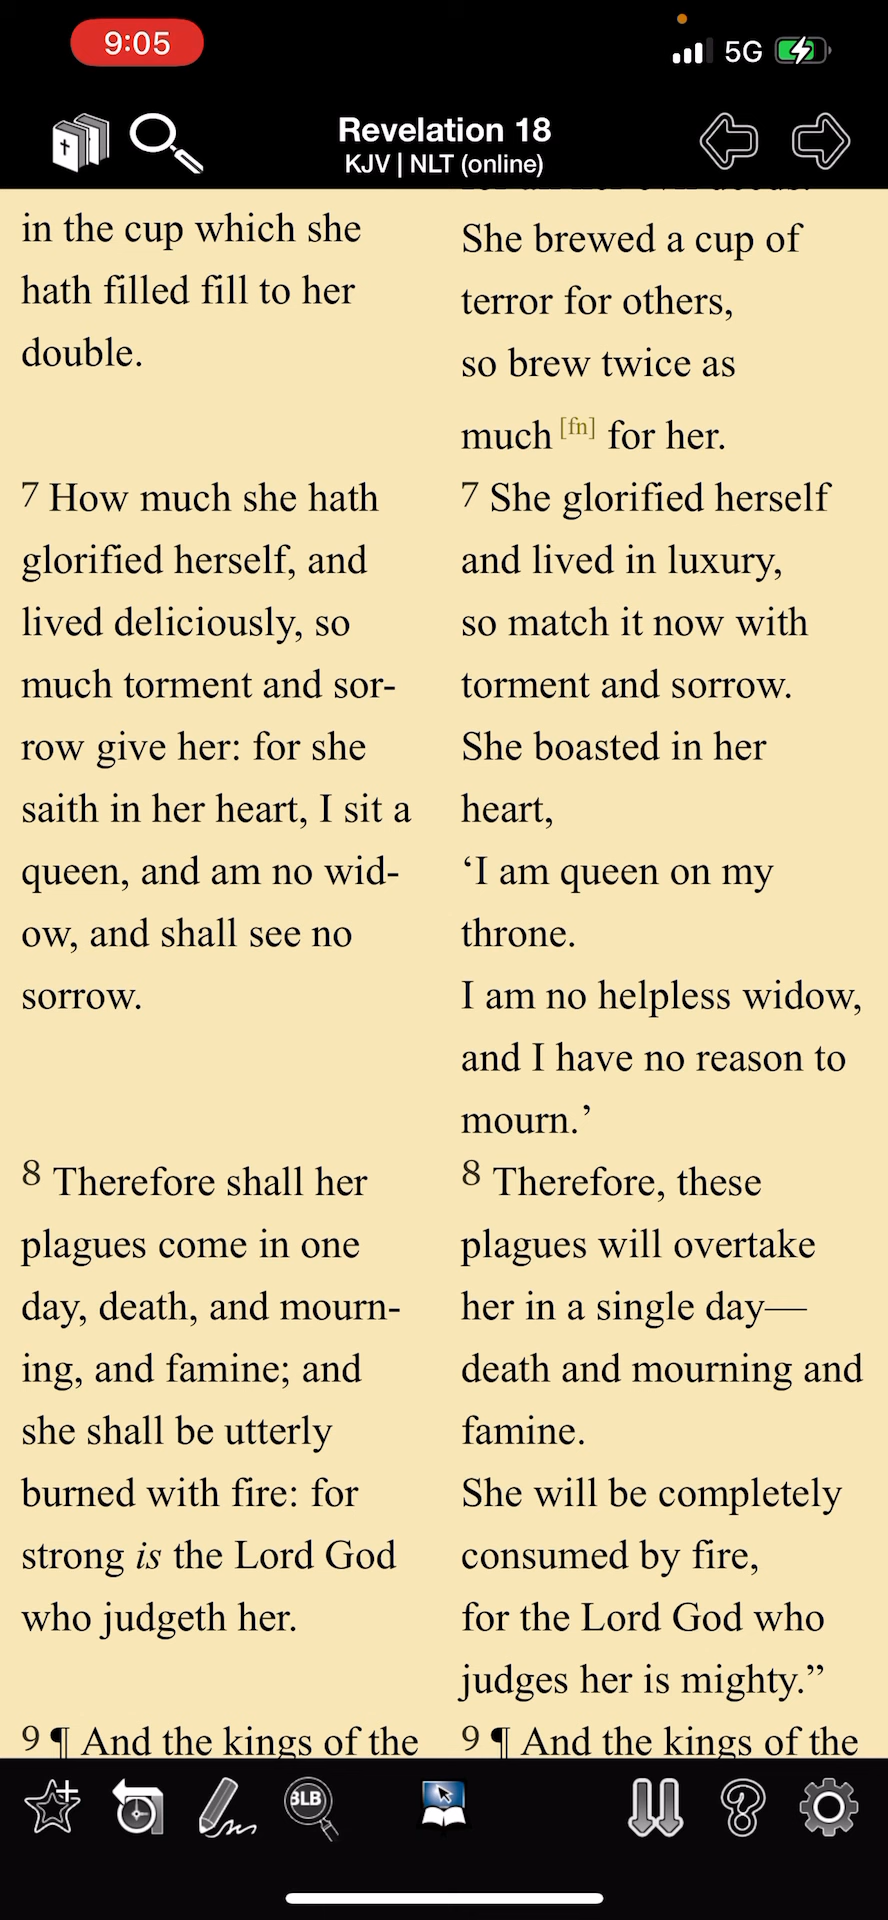 9:05
5G
Revelation 18
KJV | NLT (online)
in the cup which she
hath filled fill to her
double.
7 How much she hath
glorified herself, and
lived deliciously, so
much torment and sor-
row give her: for she
saith in her heart, I sit a
queen, and am no wid-
ow, and shall see no
sorrow.
8 Therefore shall her
plagues come in one
day, death, and mourn-
ing, and famine; and
she shall be utterly
burned with fire: for
strong is the Lord God
who judgeth her.
9 ¶ And the kings of the
She brewed a cup of
terror for others,
so brew twice as
much [fn] for her.
7 She glorified herself
and lived in luxury,
so match it now with
torment and sorrow.
She boasted in her
heart,
‘I am queen on my
throne.
I am no helpless widow,
and I have no reason to
mourn.’
8 Therefore, these
plagues will overtake
her in a single day—
death and mourning and
famine.
She will be completely
consumed by fire,
for the Lord God who
judges her is mighty.”
9 ¶ And the kings of the
BLB